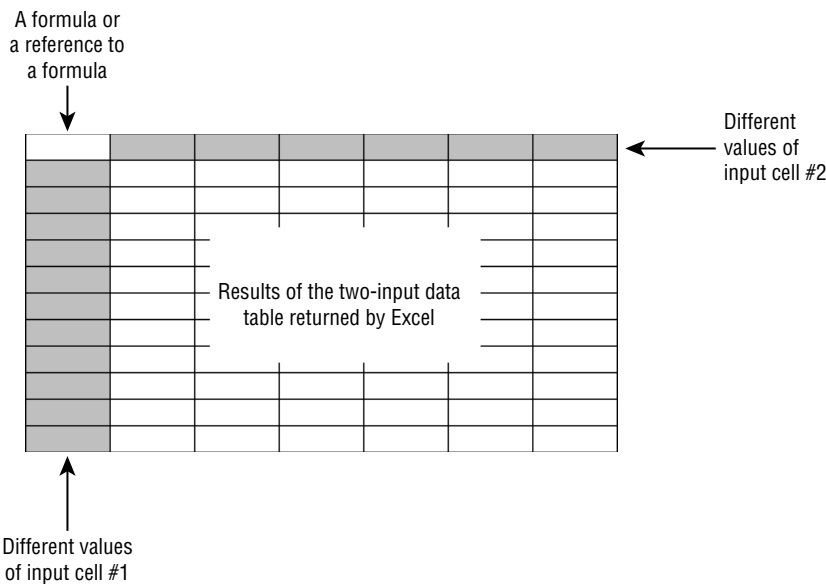 A formula or
a reference to
a formula
Different
values of
input cell #2
Results of the two-input data
table returned by Excel
Different values
of input cell #1